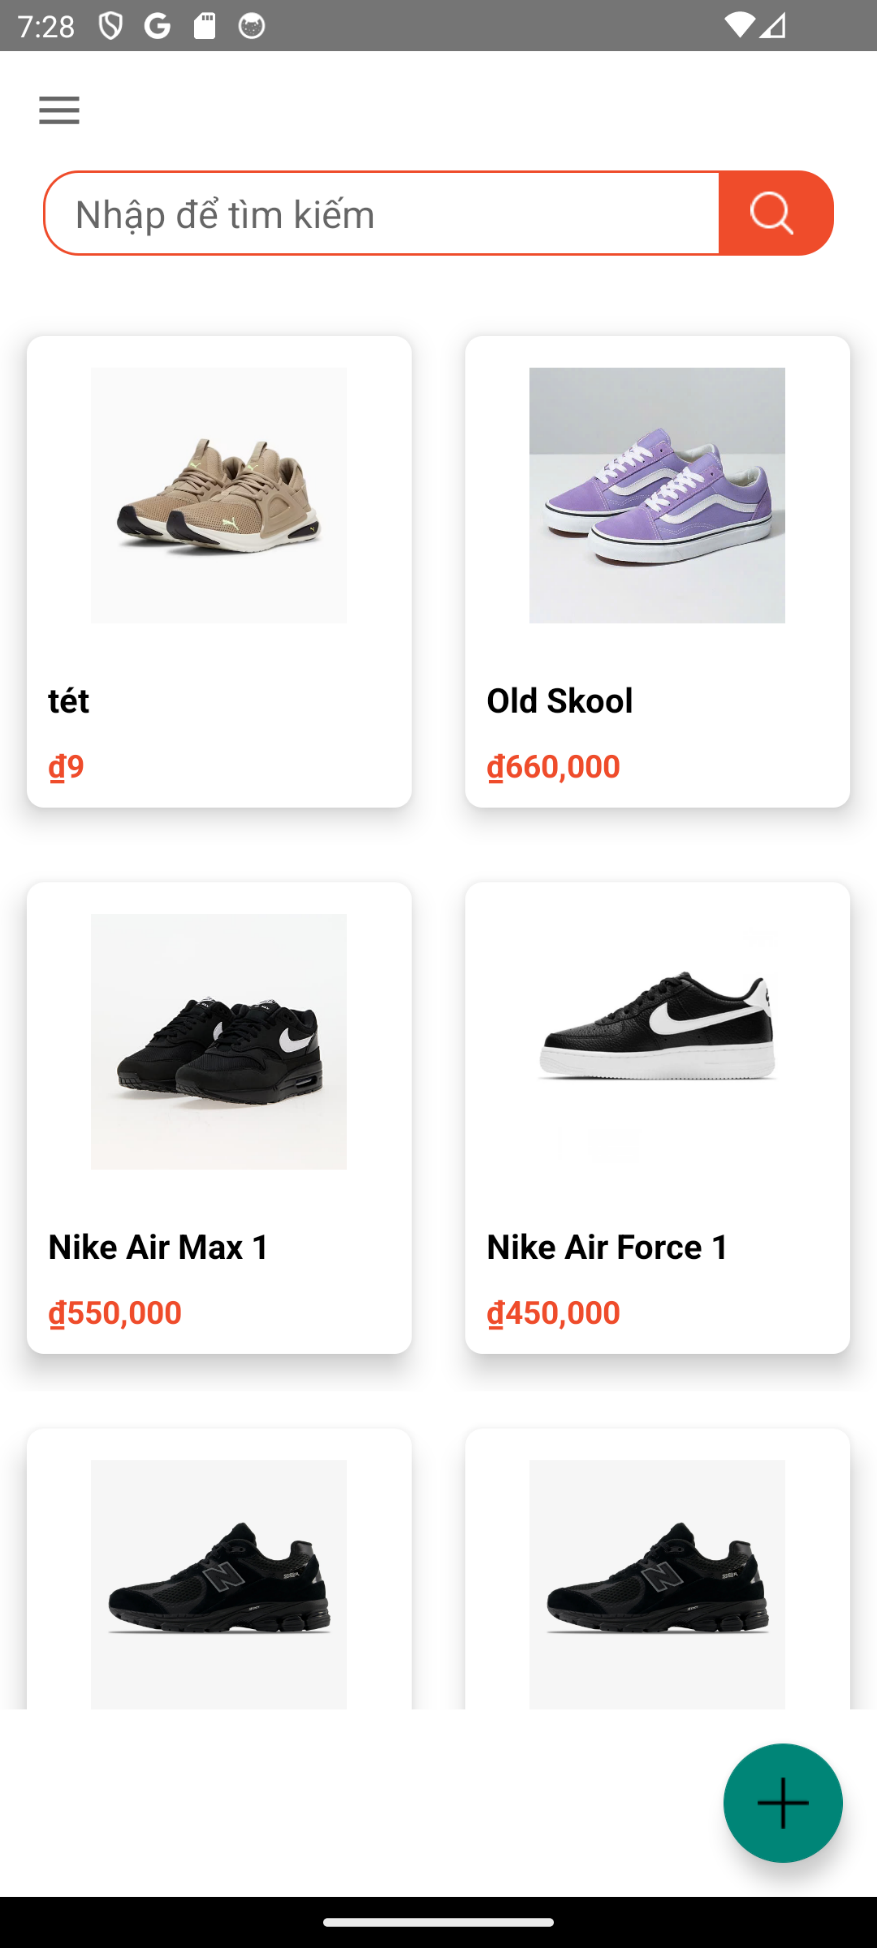 7:28
Nhập để tìm kiếm
tét
₫9
Old Skool
₫660,000
Nike Air Max 1
₫550,000
Nike Air Force 1
₫450,000